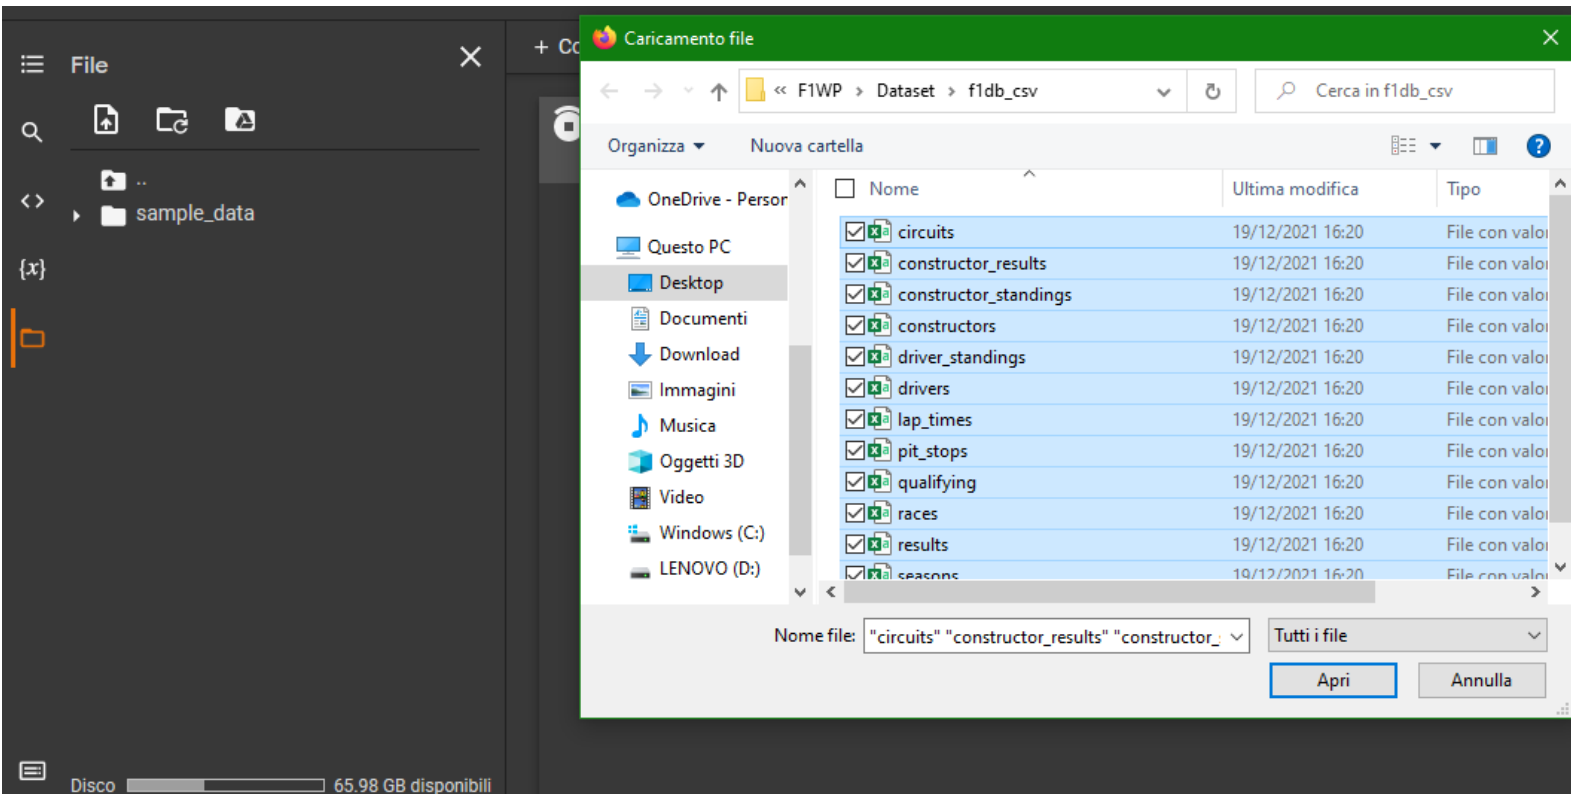 File
..
sample_data
{x}
Disco 65.98 GB disponibili
+ Co
Caricamento file
« F1WP › Dataset › f1db_csv
Cerca in f1db_csv
Organizza Nuova cartella
OneDrive - Person
Questo PC
Desktop
Documenti
Download
Immagini
Musica
Oggetti 3D
Video
Windows (C:)
LENOVO (D:)
Nome Ultima modifica Tipo
circuits 19/12/2021 16:20 File con valo
constructor_results 19/12/2021 16:20 File con valo
constructor_standings 19/12/2021 16:20 File con valo
constructors 19/12/2021 16:20 File con valo
driver_standings 19/12/2021 16:20 File con valo
drivers 19/12/2021 16:20 File con valo
lap_times 19/12/2021 16:20 File con valo
pit_stops 19/12/2021 16:20 File con valo
qualifying 19/12/2021 16:20 File con valo
races 19/12/2021 16:20 File con valo
results 19/12/2021 16:20 File con valo
seasons 19/12/2021 16:20 File con valo
Nome file: "circuits" "constructor_results" "constructor_
Tutti i file
Apri Annulla